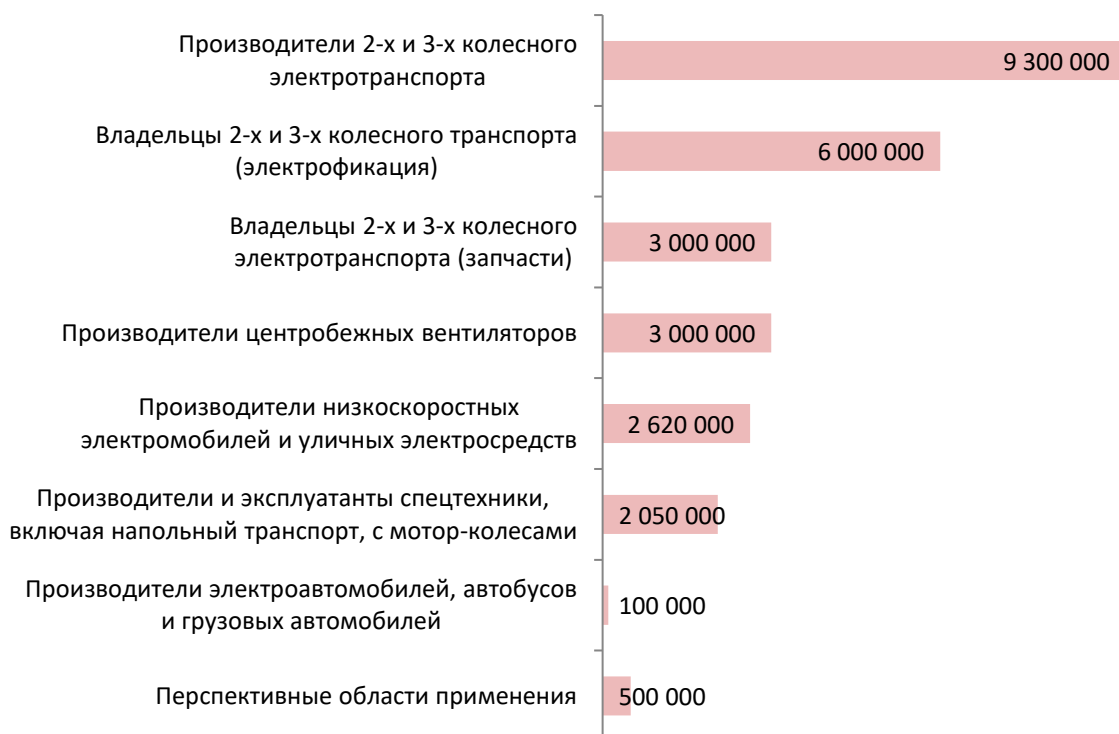 Производители 2-х и 3-х колесного
электротранспорта
9 300 000
Владельцы 2-х и 3-х колесного транспорта
(электрофикация)
6 000 000
Владельцы 2-х и 3-х колесного
электротранспорта (запчасти)
3 000 000
Производители центробежных вентиляторов
3 000 000
Производители низкоскоростных
электромобилей и уличных электросредств
2 620 000
Производители и эксплуатанты спецтехники,
включая напольный транспорт, с мотор-колесами
2 050 000
Производители электроавтомобилей, автобусов
и грузовых автомобилей
100 000
Перспективные области применения
500 000